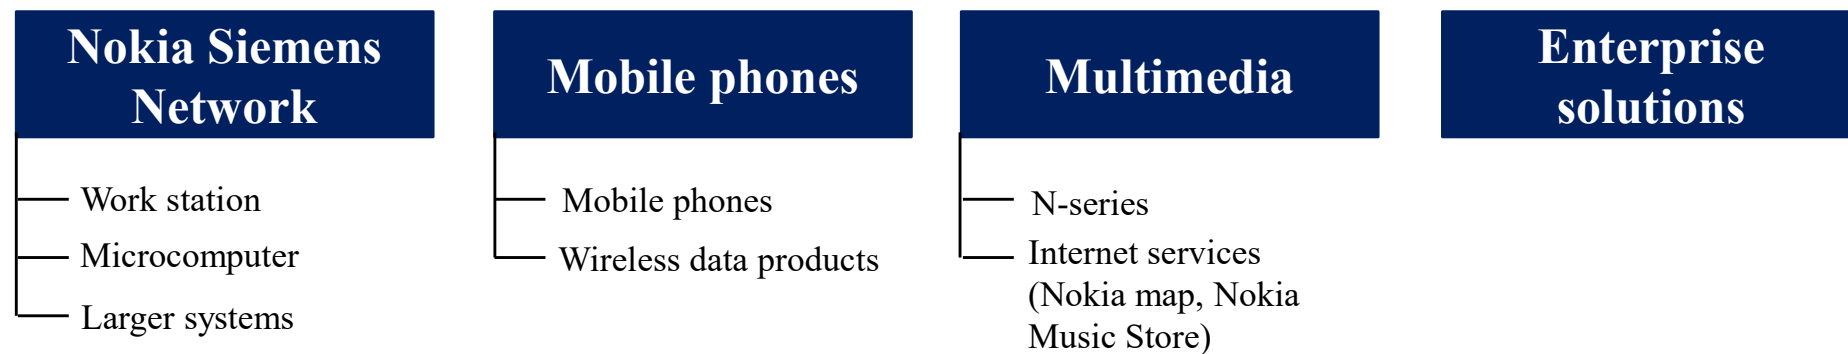 Nokia Siemens
Network
Work station
Microcomputer
Larger systems
Mobile phones
Mobile phones
Wireless data products
Multimedia
N-series
Internet services
(Nokia map, Nokia
Music Store)
Enterprise
solutions